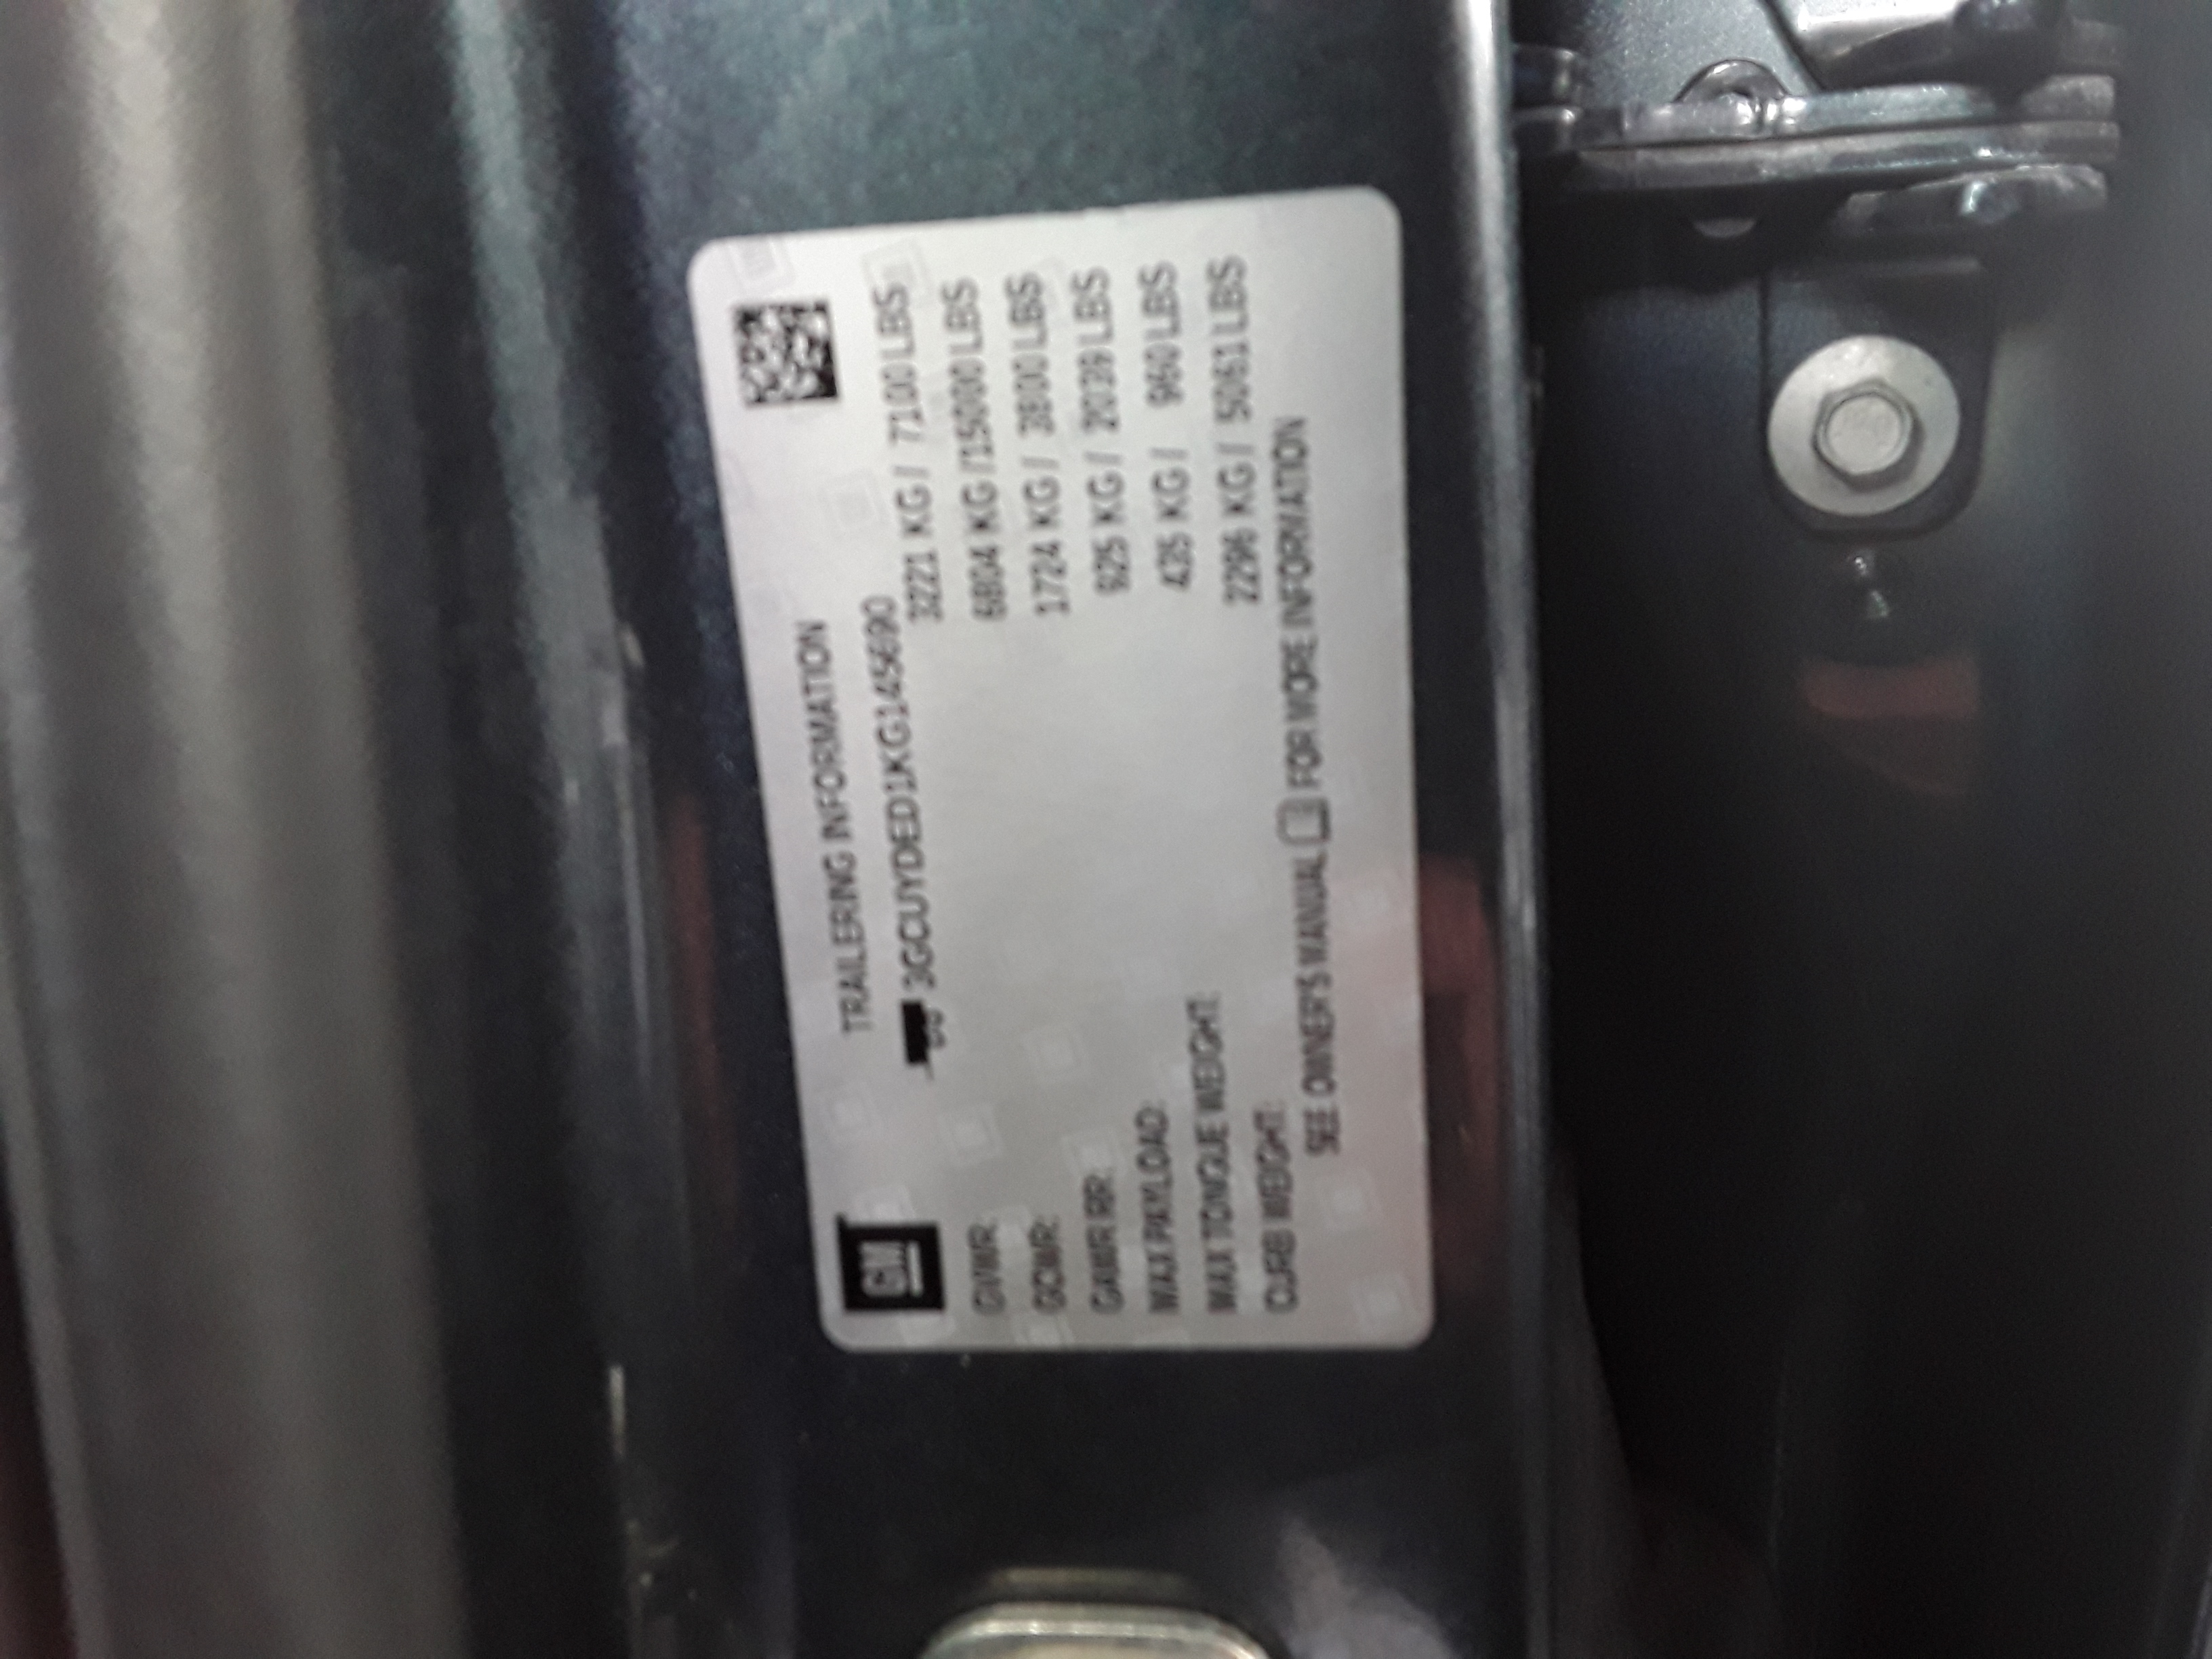 GM
TRAILERING INFORMATION
3GCUYDED1KG145690
GVWR: 3221 KG / 7100 LBS
GCWR: 6804 KG /15000 LBS
GAWR RR: 1724 KG / 3800 LBS
MAX PAYLOAD: 925 KG / 2039 LBS
MAX TONGUE WEIGHT: 435 KG / 960 LBS
CURB WEIGHT: 2296 KG / 5061 LBS
SEE OWNER'S MANUAL FOR MORE INFORMATION